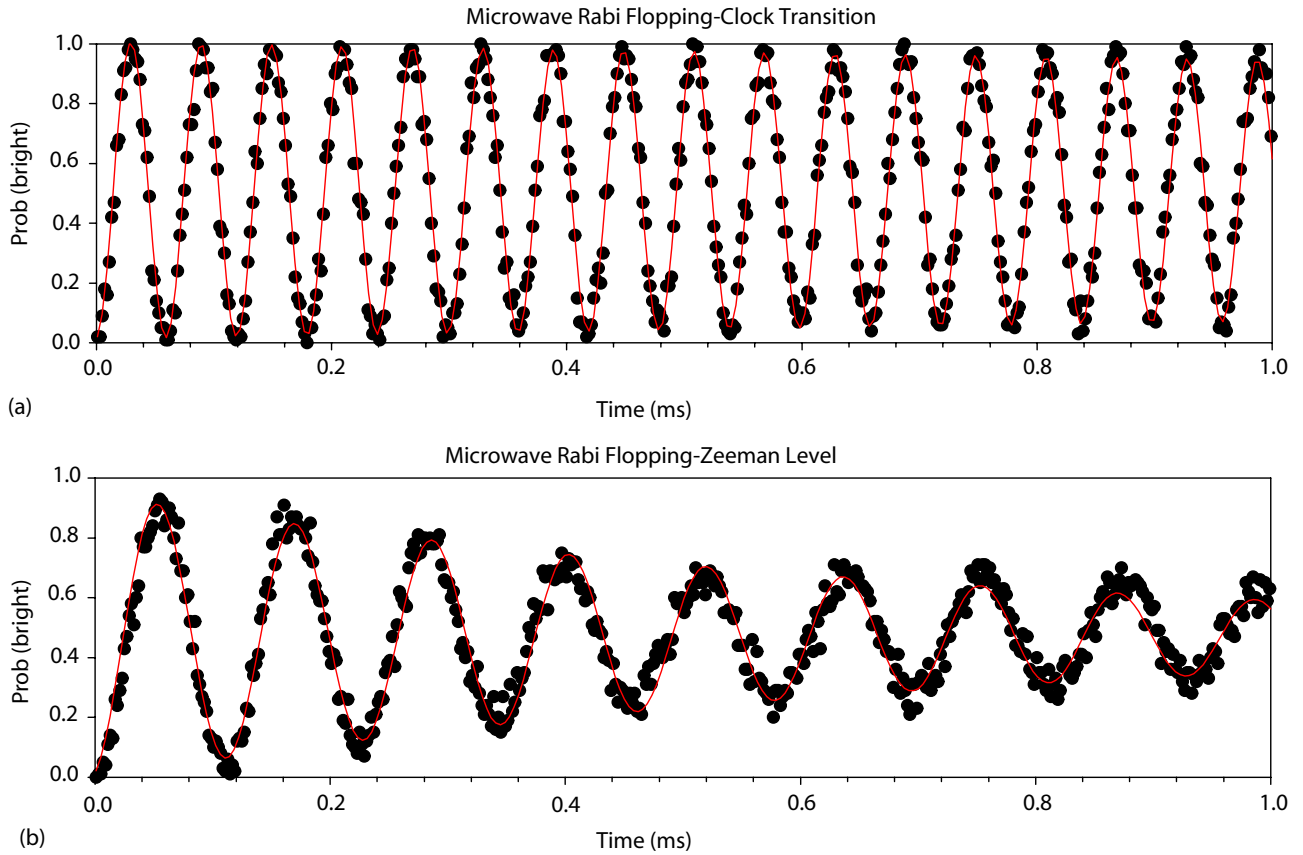 Microwave Rabi Flopping-Clock Transition
1.0
0.8
0.6
0.4
0.2
0.0
Prob (bright)
0.0 0.2 0.4 0.6 0.8 1.0
Time (ms)
(a)
Microwave Rabi Flopping-Zeeman Level
1.0
0.8
0.6
0.4
0.2
0.0
Prob (bright)
0.0 0.2 0.4 0.6 0.8 1.0
Time (ms)
(b)